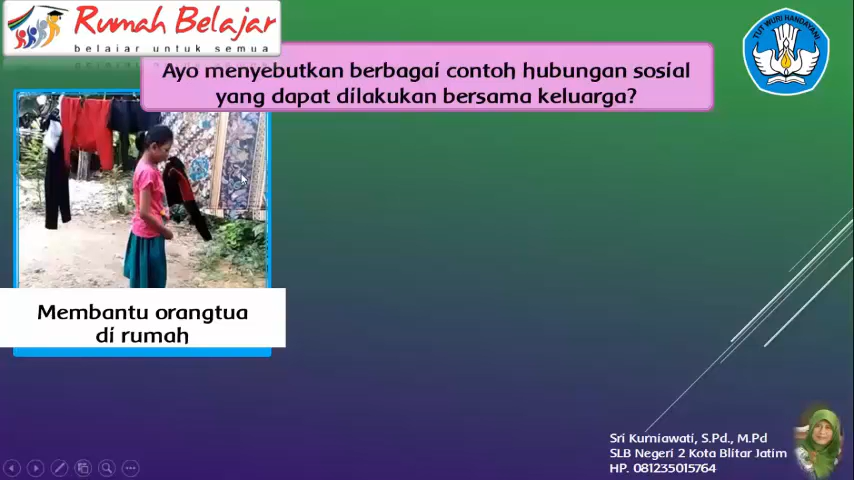 Rumah Belajar
belajar untuk semua
TUT WURI HANDAYANI
Ayo menyebutkan berbagai contoh hubungan sosial
yang dapat dilakukan bersama keluarga?
Membantu orangtua
di rumah
Sri Kurniawati, S.Pd., M.Pd
SLB Negeri 2 Kota Blitar Jatim
HP. 081235015764